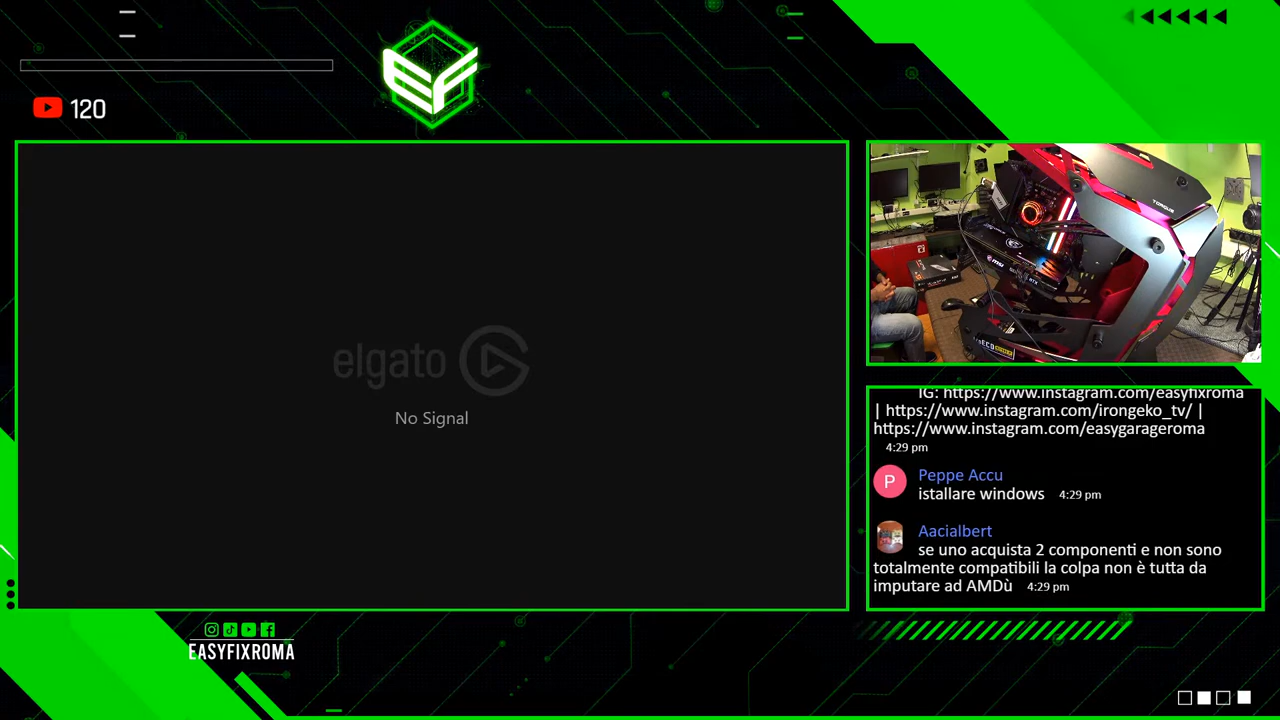 120
EF
elgato
No Signal
TORQUE
IG: https://www.instagram.com/easyfixroma
| https://www.instagram.com/irongeko_tv/ |
https://www.instagram.com/easygarageroma
4:29 pm
P
Peppe Accu
istallare windows 4:29 pm
Aacialbert
se uno acquista 2 componenti e non sono
totalmente compatibili la colpa non è tutta da
imputare ad AMDù 4:29 pm
EASYFIXROMA